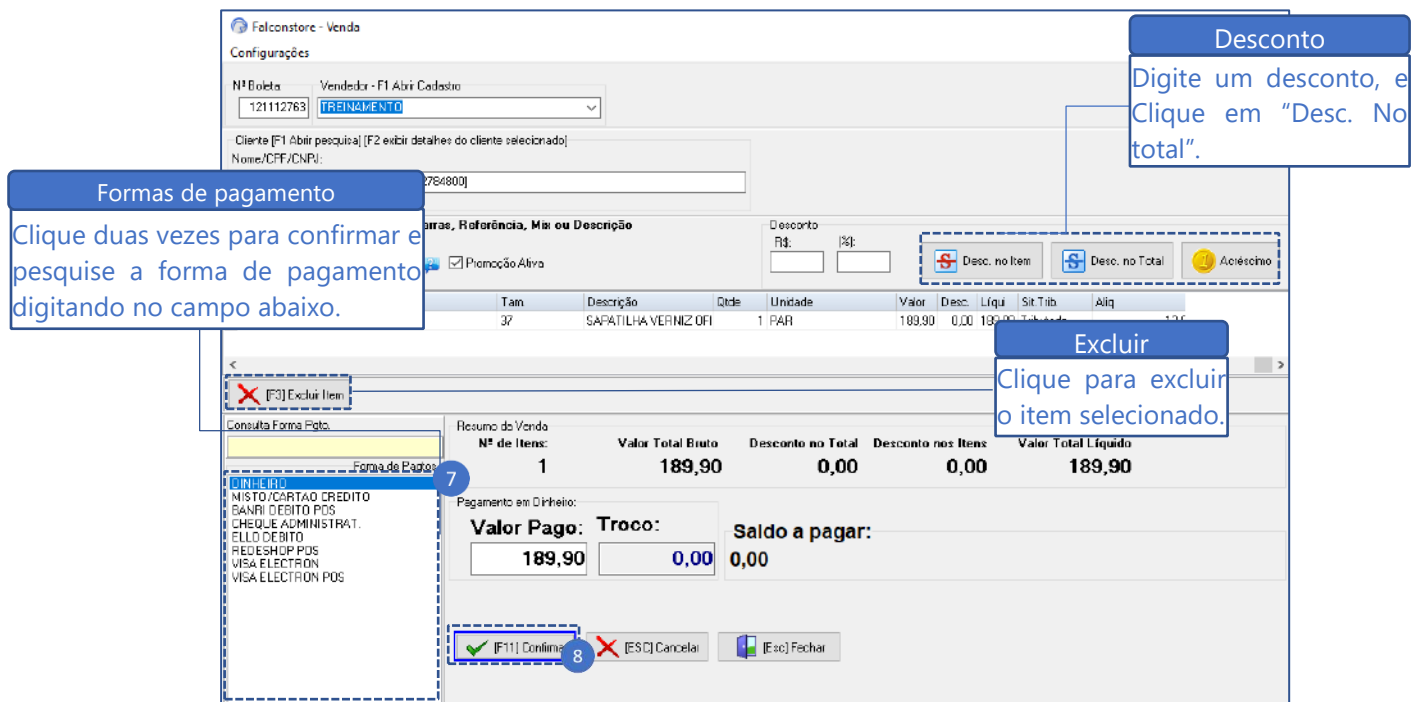 Falconstore - Venda
Configurações
Desconto
Digite um desconto, e
Clique em “Desc. No
total”.
Nª Boleta: Vendedor - F1 Abrir Cadastro
121112763 TREINAMENTO
Cliente [F1 Abrir pesquisa] [F2 exibir detalhes do cliente selecionado]
Nome/CPF/CNPJ:
2784800]
Formas de pagamento
Clique duas vezes para confirmar e
pesquise a forma de pagamento
digitando no campo abaixo.
arras, Referência, Mix ou Descrição
Promoção Ativa
Desconto
R$: [%]:
Desc. no Item Desc. no Total Acréscimo
Tam Descrição Qtde Unidade Valor Desc. Líqui Sit.Trib. Aliq
37 SAPATILHA VERNIZ OFI 1 PAR 189,90 0,00 189,90 Tributado
Excluir
Clique para excluir
o item selecionado.
[F3] Excluir Item
Consulta Forma Pgto.
Forma de Pagtos
7
DINHEIRO
MISTO/CARTAO CREDITO
BANRI DEBITO POS
CHEQUE ADMINISTRAT.
ELLO DEBITO
REDESHOP POS
VISA ELECTRON
VISA ELECTRON POS
Resumo da Venda
Nª de Itens: Valor Total Bruto Desconto no Total Desconto nos Itens Valor Total Líquido
1 189,90 0,00 0,00 189,90
Pagamento em Dinheiro:
Valor Pago: Troco: Saldo a pagar:
189,90 0,00 0,00
[F11] Confirma [ESC] Cancelar [Esc] Fechar
8